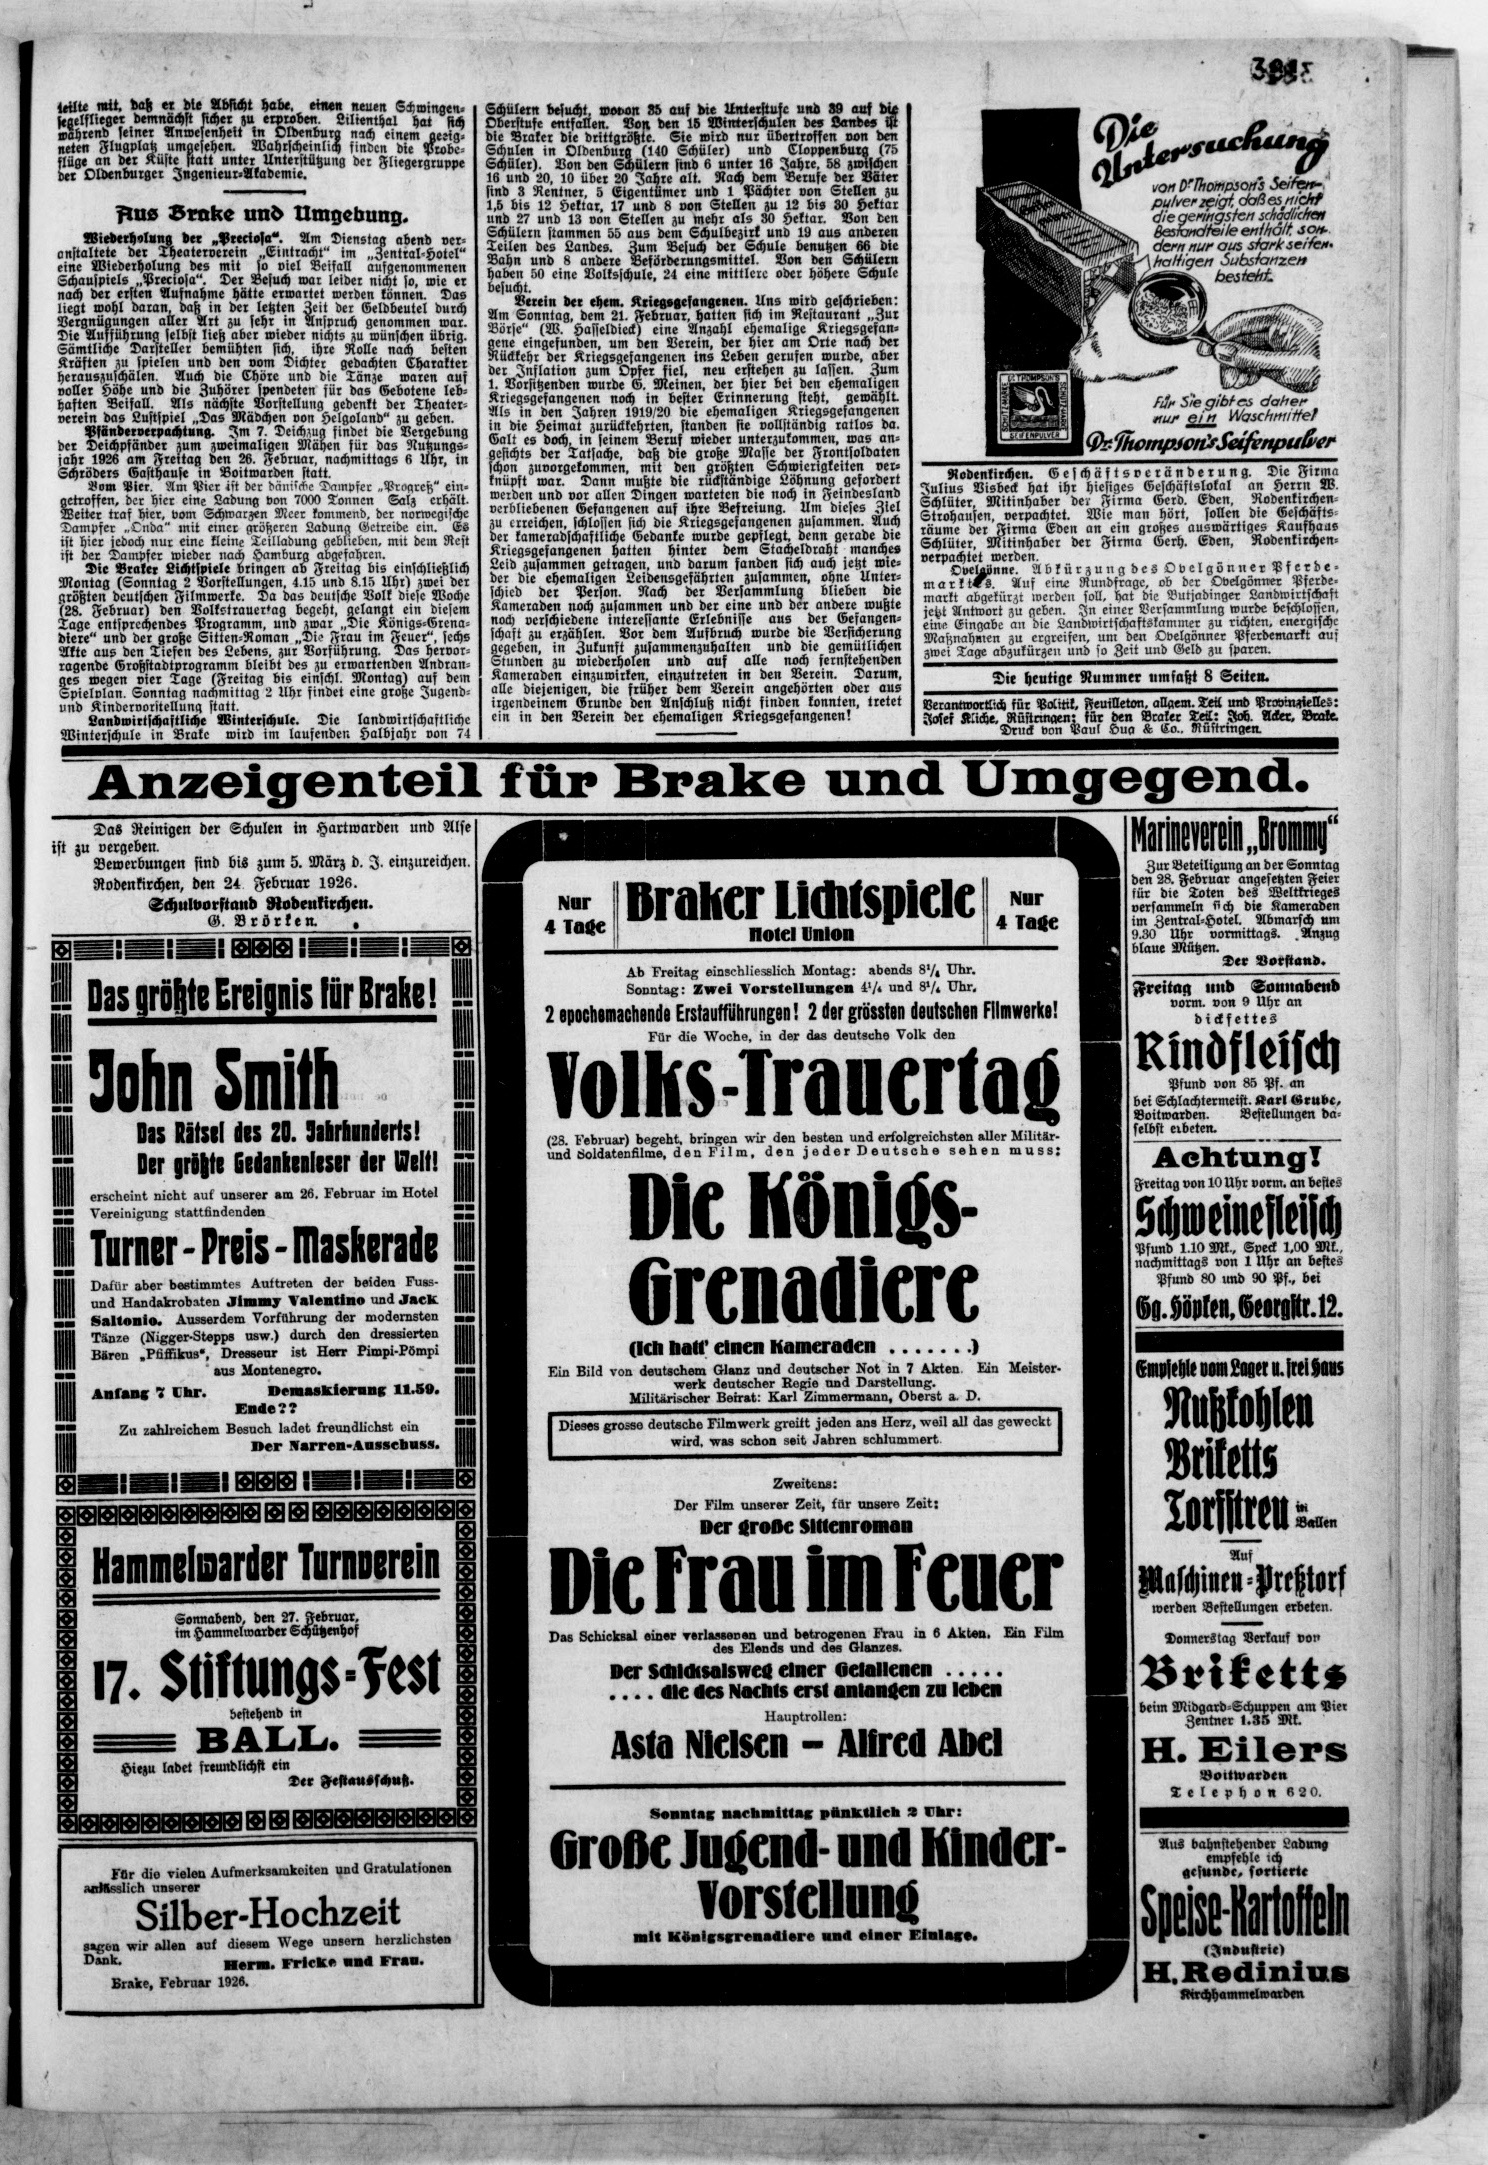 teilte mit, daß er die Absicht habe, einen neuen Schwingen-
segelflieger demnächst sicher zu erproben. Lilienthal hat sich
während seiner Anwesenheit in Oldenburg nach einem geeig-
neten Flugplatz umgesehen. Wahrscheinlich finden die Probe-
flüge an der Küste statt unter Unterstützung der Fliegergruppe
der Oldenburger Ingenieur-Akademie.
Aus Brake und Umgebung.
Wiederholung der „Preciosa“. Am Dienstag abend ver-
anstaltete der Theaterverein „Eintracht“ im „Zentral-Hotel“
eine Wiederholung des mit so viel Beifall aufgenommenen
Schauspiels „Preciosa“. Der Besuch war leider nicht so, wie er
nach der ersten Aufnahme hätte erwartet werden können. Das
liegt wohl daran, daß in der letzten Zeit der Geldbeutel durch
Vergnügungen aller Art zu sehr in Anspruch genommen war.
Die Aufführung selbst ließ aber wieder nichts zu wünschen übrig.
Sämtliche Darsteller bemühten sich, ihre Rolle nach besten
Kräften zu spielen und den vom Dichter gedachten Charakter
herauszuschälen. Auch die Chöre und die Tänze waren auf
voller Höhe und die Zuhörer spendeten für das Gebotene leb-
haften Beifall. Als nächste Vorstellung gedenkt der Theater-
verein das Lustspiel „Das Mädchen von Helgoland“ zu geben.
Pfänderverpachtung. Im 7. Deichzug findet die Vergebung
der Deichpfänder zum zweimaligen Mähen für das Nutzungs-
jahr 1926 am Freitag den 26. Februar, nachmittags 6 Uhr, in
Schröders Gasthause in Boitwarden statt.
Vom Pier. Am Pier ist der dänische Dampfer „Progreß“ ein-
getroffen, der hier eine Ladung von 7000 Tonnen Salz erhält.
Weiter traf hier, vom Schwarzen Meer kommend, der norwegische
Dampfer „Onda“ mit einer größeren Ladung Getreide ein. Es
ist hier jedoch nur eine kleine Teilladung geblieben, mit dem Rest
ist der Dampfer wieder nach Hamburg abgefahren.
Die Braker Lichtspiele bringen ab Freitag bis einschließlich
Montag (Sonntag 2 Vorstellungen, 4.15 und 8.15 Uhr) zwei der
größten deutschen Filmwerke. Da das deutsche Volk diese Woche
(28. Februar) den Volkstrauertag begeht, gelangt ein diesem
Tage entsprechendes Programm, und zwar „Die Königs-Grena-
diere“ und der große Sitten-Roman „Die Frau im Feuer“, sechs
Akte aus den Tiefen des Lebens, zur Vorführung. Das hervor-
ragende Großstadtprogramm bleibt des zu erwartenden Andran-
ges wegen vier Tage (Freitag bis einschl. Montag) auf dem
Spielplan. Sonntag nachmittag 2 Uhr findet eine große Jugend-
und Kindervorstellung statt.
Landwirtschaftliche Winterschule. Die landwirtschaftliche
Winterschule in Brake wird im laufenden Halbjahr von 74
Schülern besucht, wovon 35 auf die Unterstufe und 39 auf die
Oberstufe entfallen. Von den 15 Winterschulen des Landes ist
die Braker die drittgrößte. Sie wird nur übertroffen von den
Schulen in Oldenburg (140 Schüler) und Cloppenburg (75
Schüler). Von den Schülern sind 6 unter 16 Jahre, 58 zwischen
16 und 20, 10 über 20 Jahre alt. Nach dem Berufe der Väter
sind 3 Rentner, 5 Eigentümer und 1 Pächter von Stellen zu
1,5 bis 12 Hektar, 17 und 8 von Stellen zu 12 bis 30 Hektar
und 27 und 13 von Stellen zu mehr als 30 Hektar. Von den
Schülern stammen 55 aus dem Schulbezirk und 19 aus anderen
Teilen des Landes. Zum Besuch der Schule benutzen 66 die
Bahn und 8 andere Beförderungsmittel. Von den Schülern
haben 50 eine Volksschule, 24 eine mittlere oder höhere Schule
besucht.
Verein der ehem. Kriegsgefangenen. Uns wird geschrieben:
Am Sonntag, dem 21. Februar, hatten sich im Restaurant „Zur
Börse“ (W. Hasseldieck) eine Anzahl ehemalige Kriegsgefan-
gene eingefunden, um den Verein, der hier am Orte nach der
Rückkehr der Kriegsgefangenen ins Leben gerufen wurde, aber
der Inflation zum Opfer fiel, neu erstehen zu lassen. Zum
1. Vorsitzenden wurde G. Meinen, der hier bei den ehemaligen
Kriegsgefangenen noch in bester Erinnerung steht, gewählt.
Als in den Jahren 1919/20 die ehemaligen Kriegsgefangenen
in die Heimat zurückkehrten, standen sie vollständig ratlos da.
Galt es doch, in seinem Beruf wieder unterzukommen, was an-
gesichts der Tatsache, daß die große Masse der Frontsoldaten
schon zuvorgekommen, mit den größten Schwierigkeiten ver-
knüpft war. Dann mußte die rückständige Löhnung gefordert
werden und vor allen Dingen warteten die noch in Feindesland
verbliebenen Gefangenen auf ihre Befreiung. Um dieses Ziel
zu erreichen, schlossen sich die Kriegsgefangenen zusammen. Auch
der kameradschaftliche Gedanke wurde gepflegt, denn gerade die
Kriegsgefangenen hatten hinter dem Stacheldraht manches
Leid zusammen getragen, und darum fanden sich auch jetzt wie-
der die ehemaligen Leidensgefährten zusammen, ohne Unter-
schied der Person. Nach der Versammlung blieben die
Kameraden noch zusammen und der eine und der andere wußte
noch verschiedene interessante Erlebnisse aus der Gefangen-
schaft zu erzählen. Vor dem Aufbruch wurde die Versicherung
gegeben, in Zukunft zusammenzuhalten und die gemütlichen
Stunden zu wiederholen und auf alle noch fernstehenden
Kameraden einzuwirken, einzutreten in den Verein. Darum,
alle diejenigen, die früher dem Verein angehörten oder aus
irgendeinem Grunde den Anschluß nicht finden konnten, tretet
ein in den Verein der ehemaligen Kriegsgefangenen!
Die
Untersuchung
von Dr Thompson's Seifen-
pulver zeigt, daß es nicht
die geringsten schädlichen
Bestandteile enthält, son-
dern nur aus stark seifen-
haltigen Substanzen
besteht.
DR THOMPSON'S
SCHUTZ-MARKE
SCHUTZ-MARKE
SEIFENPULVER
Für Sie gibt es daher
nur ein Waschmittel
Dr. Thompson's Seifenpulver
Rodenkirchen. Geschäftsveränderung. Die Firma
Julius Bisbeck hat ihr hiesiges Geschäftslokal an Herrn W.
Schlüter, Mitinhaber der Firma Gerd. Eden, Rodenkirchen-
Strohausen, verpachtet. Wie man hört, sollen die Geschäfts-
räume der Firma Eden an ein großes auswärtiges Kaufhaus
Schlüter, Mitinhaber der Firma Gerh. Eden, Rodenkirchen-
verpachtet werden.
Ovelgönne. Abkürzung des Ovelgönner Pferde-
marktes. Auf eine Rundfrage, ob der Ovelgönner Pferde-
markt abgekürzt werden soll, hat die Butjadinger Landwirtschaft
jetzt Antwort zu geben. In einer Versammlung wurde beschlossen,
eine Eingabe an die Landwirtschaftskammer zu richten, energische
Maßnahmen zu ergreifen, um den Ovelgönner Pferdemarkt auf
zwei Tage abzukürzen und so Zeit und Geld zu sparen.
Die heutige Nummer umfaßt 8 Seiten.
Verantwortlich für Politik, Feuilleton, allgem. Teil und Provinzielles:
Josef Kliche, Rüstringen; für den Braker Teil: Joh. Acker, Brake.
Druck von Paul Hug & Co., Rüstringen.
Anzeigenteil für Brake und Umgegend.
Das Reinigen der Schulen in Hartwarden und Alse
ist zu vergeben.
Bewerbungen sind bis zum 5. März d. J. einzureichen.
Rodenkirchen, den 24. Februar 1926.
Schulvorstand Rodenkirchen.
G. Brörken.
Das größte Ereignis für Brake!
John Smith
Das Rätsel des 20. Jahrhunderts!
Der größte Gedankenleser der Welt!
erscheint nicht auf unserer am 26. Februar im Hotel
Vereinigung stattfindenden
Turner-Preis-Maskerade
Dafür aber bestimmtes Auftreten der beiden Fuss-
und Handakrobaten Jimmy Valentino und Jack
Saltonio. Ausserdem Vorführung der modernsten
Tänze (Nigger-Stepps usw.) durch den dressierten
Bären „Pfiffikus“, Dresseur ist Herr Pimpi-Pömpi
aus Montenegro.
Anfang 7 Uhr. Demaskierung 11.59.
Ende??
Zu zahlreichem Besuch ladet freundlichst ein
Der Narren-Ausschuss.
Hammelwarder Turnverein
Sonnabend, den 27. Februar,
im Hammelwarder Schützenhof
17. Stiftungs-Fest
bestehend in
BALL.
Hiezu ladet freundlichst ein
Der Festausschuß.
Für die vielen Aufmerksamkeiten und Gratulationen
anlässlich unserer
Silber-Hochzeit
sagen wir allen auf diesem Wege unsern herzlichsten
Dank. Herm. Fricke und Frau.
Brake, Februar 1926.
Nur
4 Tage
Braker Lichtspiele
Hotel Union
Nur
4 Tage
Ab Freitag einschliesslich Montag: abends 8¼ Uhr.
Sonntag: Zwei Vorstellungen 4¼ und 8¼ Uhr.
2 epochemachende Erstaufführungen! 2 der grössten deutschen Filmwerke!
Für die Woche, in der das deutsche Volk den
Volks-Trauertag
(28. Februar) begeht, bringen wir den besten und erfolgreichsten aller Militär-
und Soldatenfilme, den Film, den jeder Deutsche sehen muss:
Die Königs-
Grenadiere
(Ich hatt' einen Kameraden . . . . . . .)
Ein Bild von deutschem Glanz und deutscher Not in 7 Akten. Ein Meister-
werk deutscher Regie und Darstellung.
Militärischer Beirat: Karl Zimmermann, Oberst a. D.
Dieses grosse deutsche Filmwerk greift jeden ans Herz, weil all das geweckt
wird, was schon seit Jahren schlummert.
Zweitens:
Der Film unserer Zeit, für unsere Zeit:
Der große Sittenroman
Die Frau im Feuer
Das Schicksal einer verlassenen und betrogenen Frau in 6 Akten. Ein Film
des Elends und des Glanzes.
Der Schicksalsweg einer Gefallenen . . . . .
. . . . die des Nachts erst anfangen zu leben
Hauptrollen:
Asta Nielsen — Alfred Abel
Sonntag nachmittag pünktlich 2 Uhr:
Große Jugend- und Kinder-
Vorstellung
mit Königsgrenadiere und einer Einlage.
Marineverein „Brommy“
Zur Beteiligung an der Sonntag
den 28. Februar angesetzten Feier
für die Toten des Weltkrieges
versammeln sich die Kameraden
im Zentral-Hotel. Abmarsch um
9.30 Uhr vormittags. Anzug
blaue Mützen.
Der Vorstand.
Freitag und Sonnabend
vorm. von 9 Uhr an
dickfettes
Rindfleisch
Pfund von 85 Pf. an
bei Schlachtermeist. Karl Grube,
Boitwarden. Bestellungen da-
selbst erbeten.
Achtung!
Freitag von 10 Uhr vorm. an bestes
Schweinefleisch
Pfund 1.10 Mk., Speck 1,00 Mk.,
nachmittags von 1 Uhr an bestes
Pfund 80 und 90 Pf., bei
Gg. Höpken, Georgstr. 12.
Empfehle vom Lager u. frei Haus
Nußkohlen
Briketts
Torfstreu in
Ballen
Auf
Maschinen-Preßtorf
werden Bestellungen erbeten.
Donnerstag Verkauf von
Briketts
beim Midgard-Schuppen am Pier
Zentner 1.35 Mk.
H. Eilers
Boitwarden
Telephon 620.
Aus bahnstehender Ladung
empfehle ich
gesunde, sortierte
Speise-Kartoffeln
(Industrie)
H. Redinius
Kirchhammelwarden